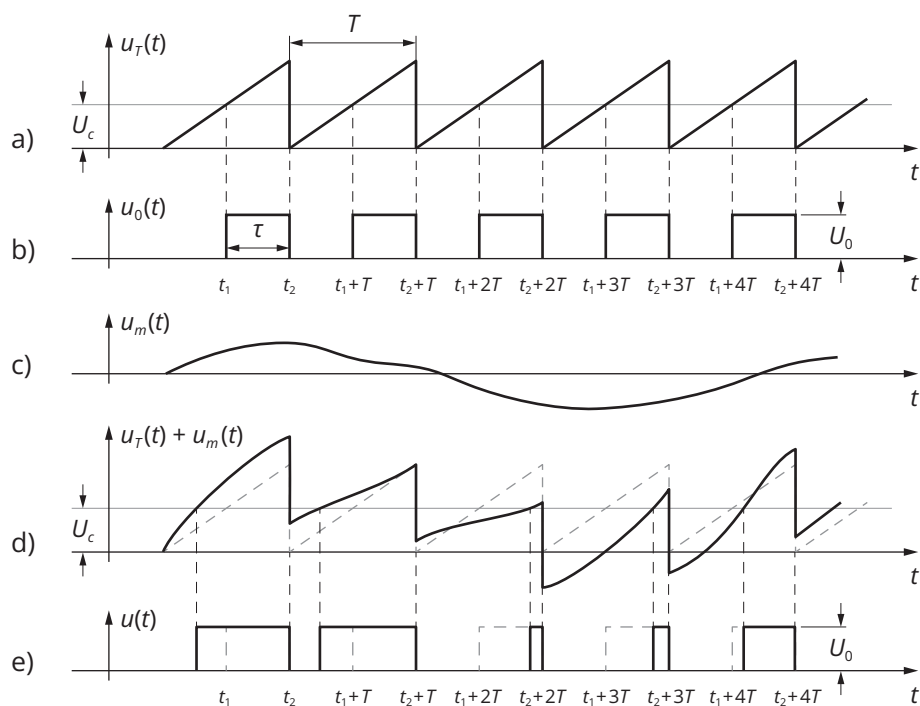 T
u_T(t)
U_c
a)
t
u_0(t)
τ
U_0
b)
t_1 t_2 t_1+T t_2+T t_1+2T t_2+2T t_1+3T t_2+3T t_1+4T t_2+4T t
u_m(t)
c)
t
u_T(t) + u_m(t)
U_c
d)
t
u(t)
U_0
e)
t_1 t_2 t_1+T t_2+T t_1+2T t_2+2T t_1+3T t_2+3T t_1+4T t_2+4T t